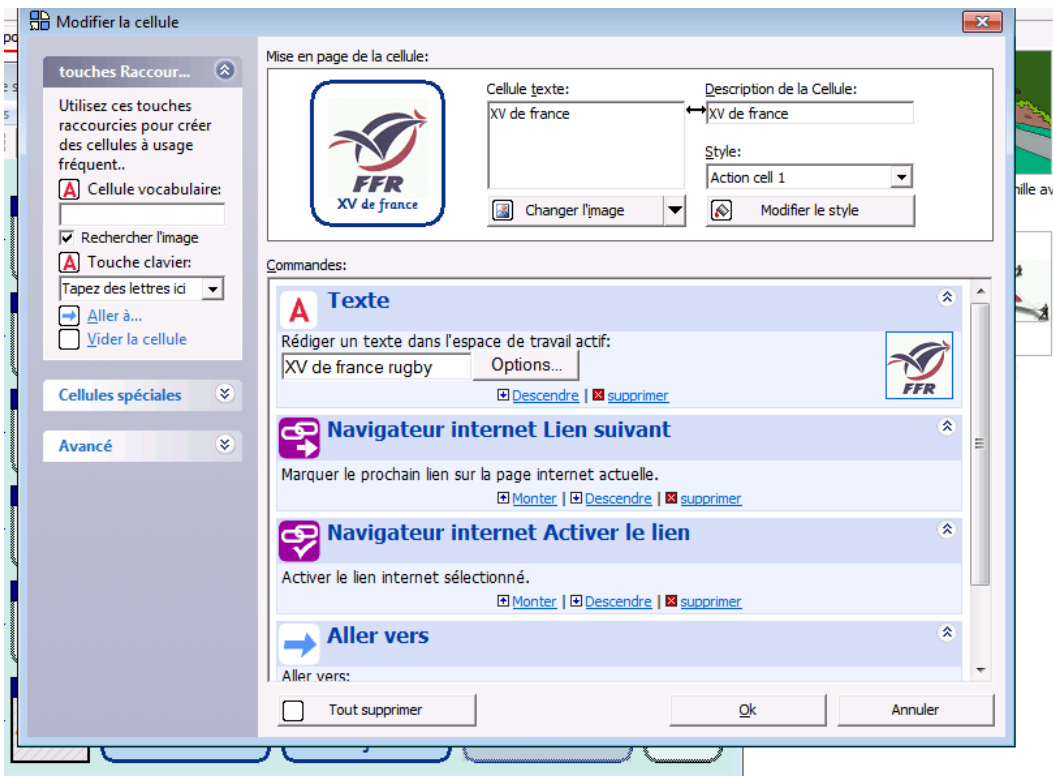 Modifier la cellule
touches Raccour...
Utilisez ces touches
raccourcies pour créer
des cellules à usage
fréquent..
A Cellule vocabulaire:
Rechercher l'image
A Touche clavier:
Tapez des lettres ici
Aller à...
Vider la cellule
Cellules spéciales
Avancé
Mise en page de la cellule:
FFR
XV de france
Cellule texte:
XV de france
Changer l'image
Description de la Cellule:
XV de france
Style:
Action cell 1
Modifier le style
Commandes:
A Texte
Rédiger un texte dans l'espace de travail actif:
XV de france rugby
Options...
FFR
Descendre | supprimer
Navigateur internet Lien suivant
Marquer le prochain lien sur la page internet actuelle.
Monter | Descendre | supprimer
Navigateur internet Activer le lien
Activer le lien internet sélectionné.
Monter | Descendre | supprimer
Aller vers
Aller vers:
Tout supprimer
Ok
Annuler